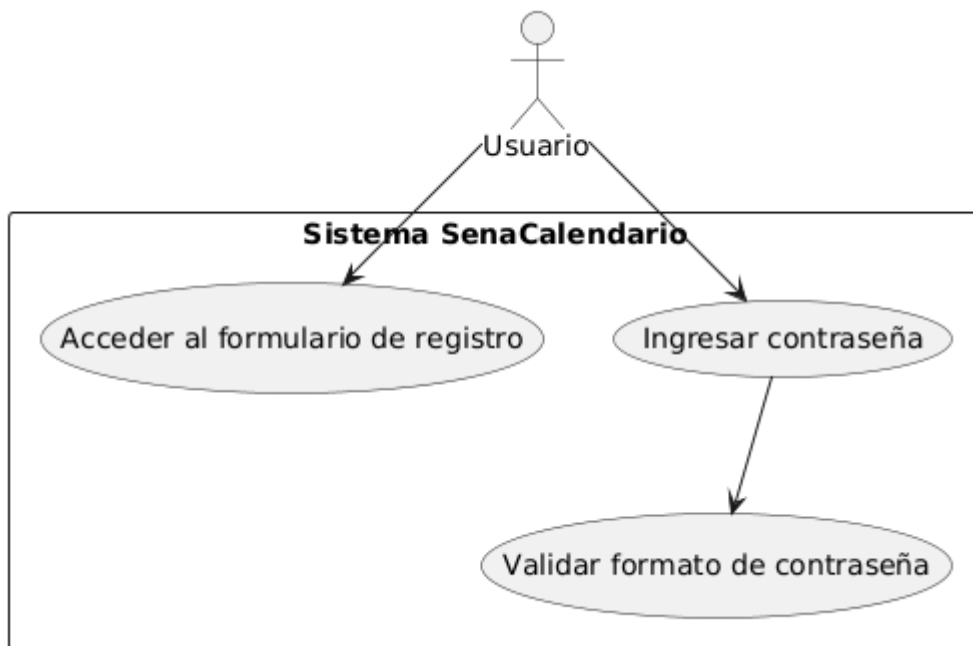 Usuario
Sistema SenaCalendario
Acceder al formulario de registro
Ingresar contraseña
Validar formato de contraseña